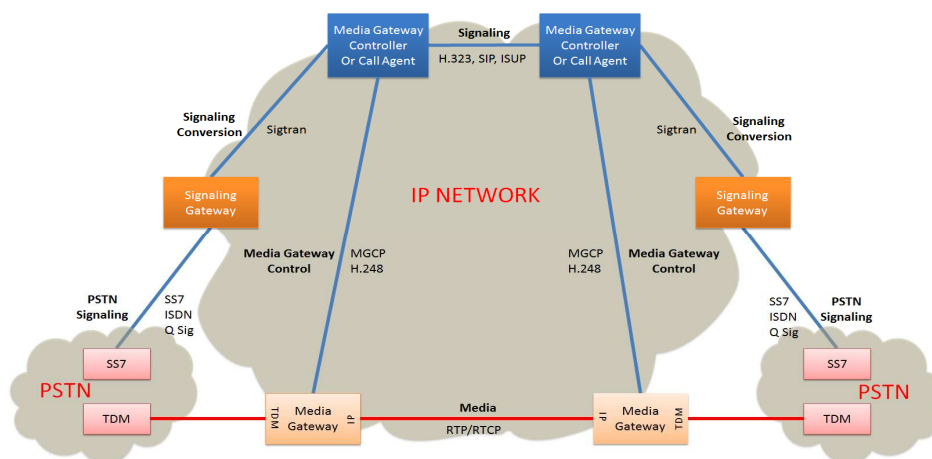 Media Gateway
Controller
Or Call Agent
Signaling
H.323, SIP, ISUP
Media Gateway
Controller
Or Call Agent
Signaling
Conversion
Sigtran
Sigtran
Signaling
Conversion
Signaling
Gateway
IP NETWORK
Signaling
Gateway
Media Gateway
Control
MGCP
H.248
MGCP
H.248
Media Gateway
Control
PSTN
Signaling
SS7
ISDN
Q Sig
SS7
ISDN
Q Sig
PSTN
Signaling
SS7
PSTN
TDM
TDM
Media
Gateway
IP
Media
RTP/RTCP
IP
Media
Gateway
TDM
SS7
PSTN
TDM